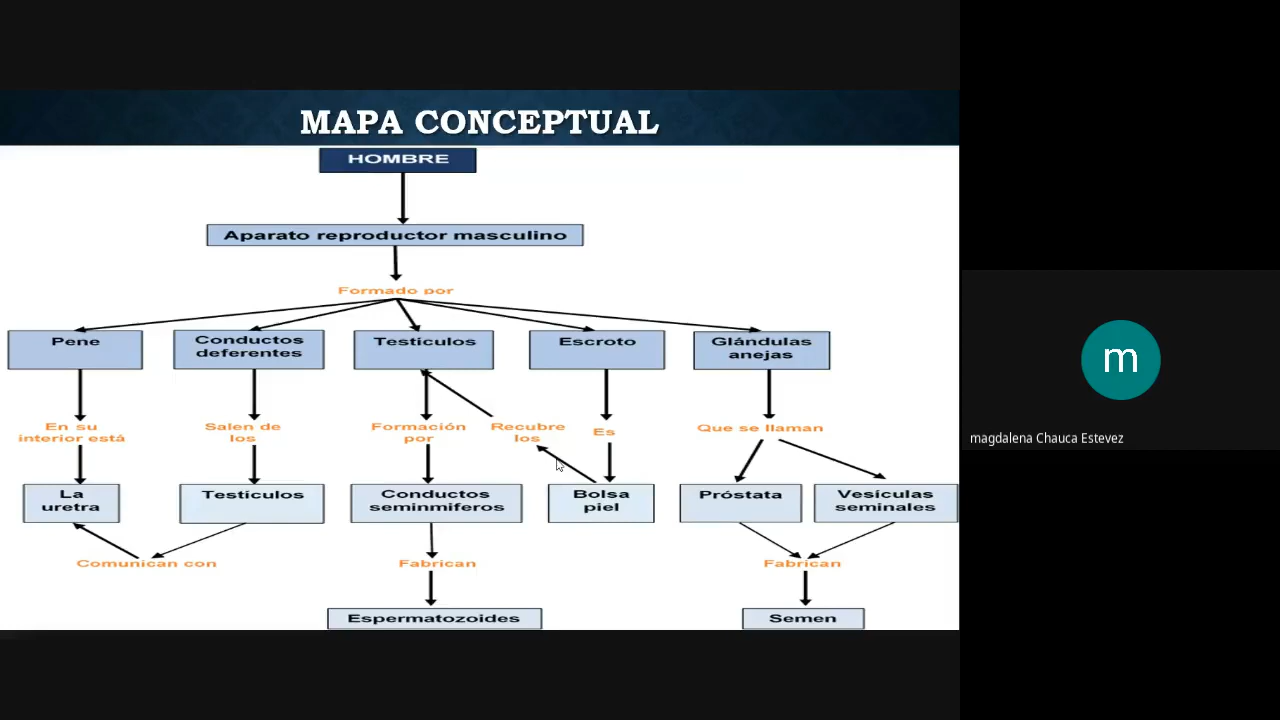 MAPA CONCEPTUAL
HOMBRE
Aparato reproductor masculino
Formado por
Pene
Conductos
deferentes
Testículos
Escroto
Glándulas
anejas
En su
interior está
Salen de
los
Formación
por
Recubre
los
Es
Que se llaman
La
uretra
Testículos
Conductos
seminmiferos
Bolsa
piel
Próstata
Vesículas
seminales
Comunican con
Fabrican
Fabrican
Espermatozoides
Semen
m
magdalena Chauca Estevez